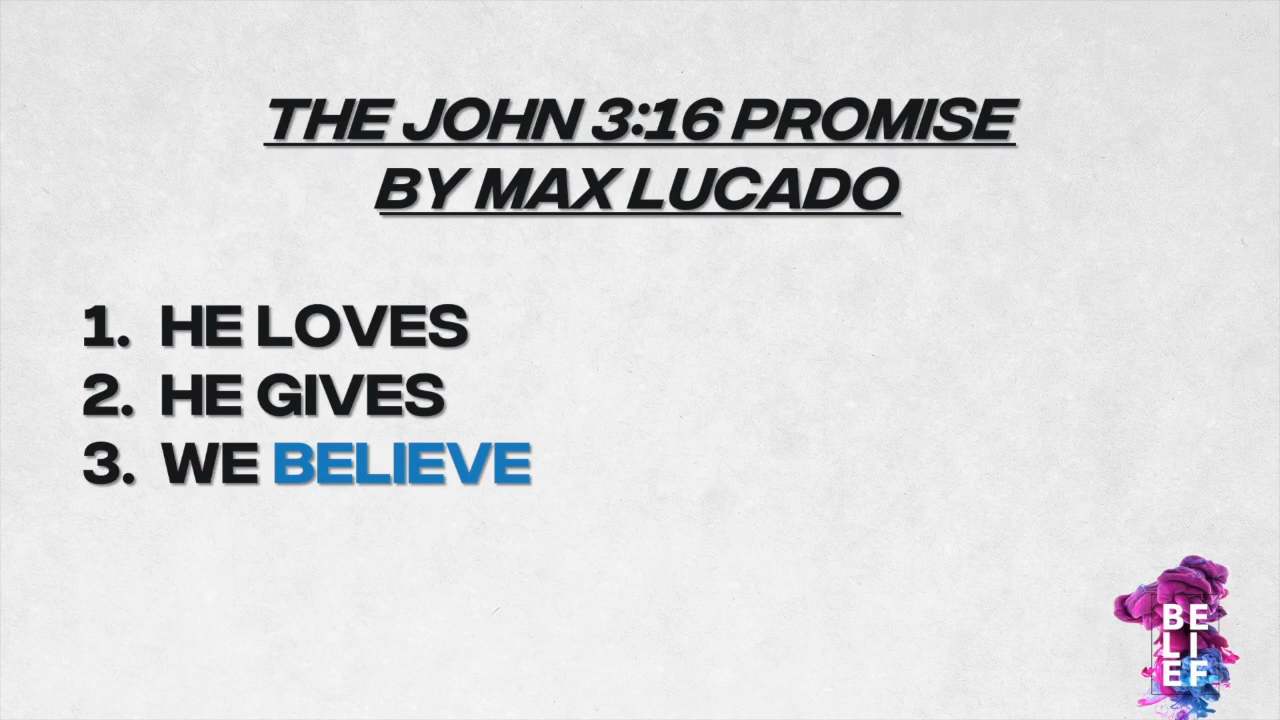 THE JOHN 3:16 PROMISE
BY MAX LUCADO
1. HE LOVES
2. HE GIVES
3. WE BELIEVE
BE
LI
EF